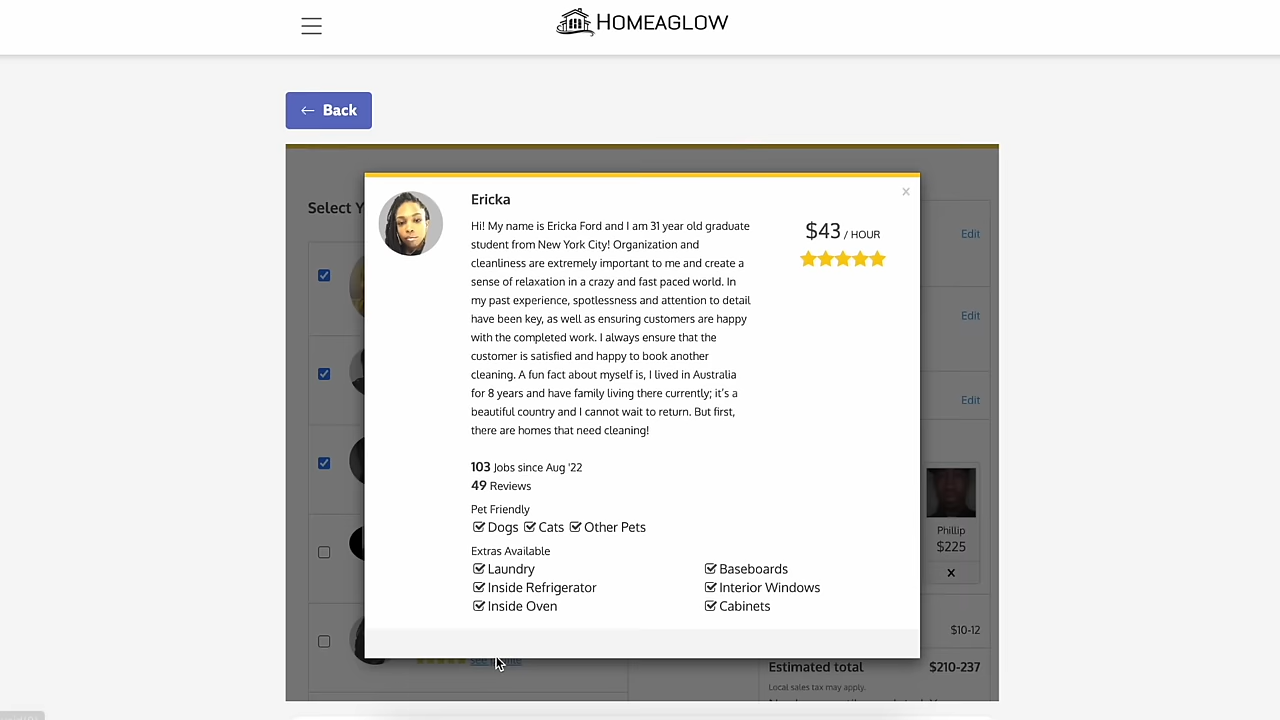 HOMEAGLOW
← Back
Select Y
Ericka
×
Hi! My name is Ericka Ford and I am 31 year old graduate
student from New York City! Organization and
cleanliness are extremely important to me and create a
sense of relaxation in a crazy and fast paced world. In
my past experience, spotlessness and attention to detail
have been key, as well as ensuring customers are happy
with the completed work. I always ensure that the
customer is satisfied and happy to book another
cleaning. A fun fact about myself is, I lived in Australia
for 8 years and have family living there currently; it's a
beautiful country and I cannot wait to return. But first,
there are homes that need cleaning!
$43 / HOUR
103 Jobs since Aug '22
49 Reviews
Pet Friendly
Dogs Cats Other Pets
Extras Available
Laundry
Inside Refrigerator
Inside Oven
Baseboards
Interior Windows
Cabinets
Edit
Edit
Edit
Phillip
$225
X
$10-12
Estimated total $210-237
Local sales tax may apply.